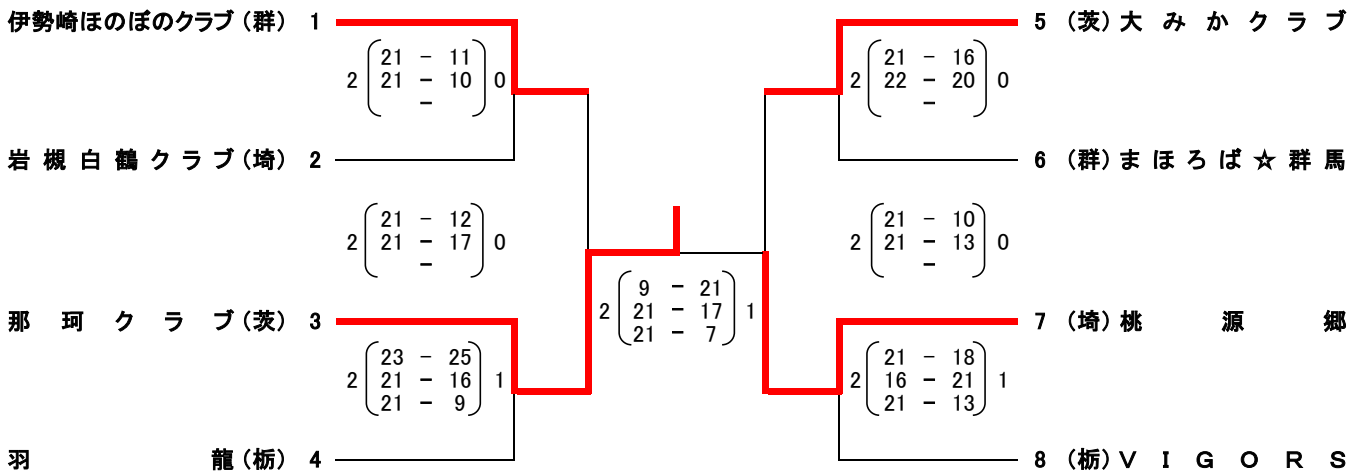 伊勢崎ほのぼのクラブ(群) 1
2 21 - 11 0
21 - 10
-
岩槻白鶴クラブ(埼) 2
2 21 - 12 0
21 - 17
-
那珂クラブ(茨) 3
2 23 - 25 1
21 - 16
21 - 9
羽龍(栃) 4
2 9 - 21 1
21 - 17
21 - 7
5 (茨)大みかクラブ
2 21 - 16 0
22 - 20
-
6 (群)まほろば☆群馬
2 21 - 10 0
21 - 13
-
7 (埼)桃源郷
2 21 - 18 1
16 - 21
21 - 13
8 (栃)VIGORS